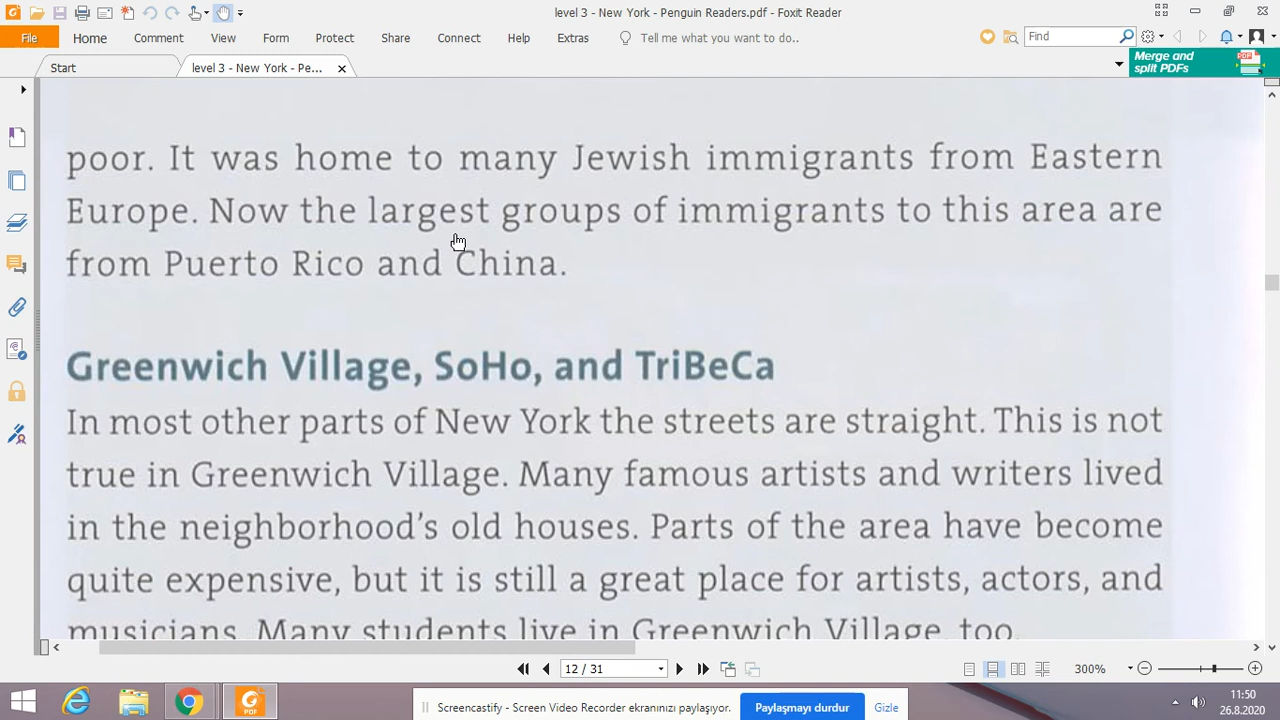 level 3 - New York - Penguin Readers.pdf - Foxit Reader
File Home Comment View Form Protect Share Connect Help Extras Tell me what you want to do.. Find
Start level 3 - New York - Pe...
Merge and
split PDFs
PDF
poor. It was home to many Jewish immigrants from Eastern
Europe. Now the largest groups of immigrants to this area are
from Puerto Rico and China.
Greenwich Village, SoHo, and TriBeCa
In most other parts of New York the streets are straight. This is not
true in Greenwich Village. Many famous artists and writers lived
in the neighborhood's old houses. Parts of the area have become
quite expensive, but it is still a great place for artists, actors, and
musicians. Many students live in Greenwich Village, too.
12 / 31 300%
PDF
Screencastify - Screen Video Recorder ekranınızı paylaşıyor. Paylaşmayı durdur Gizle
11:50
26.8.2020